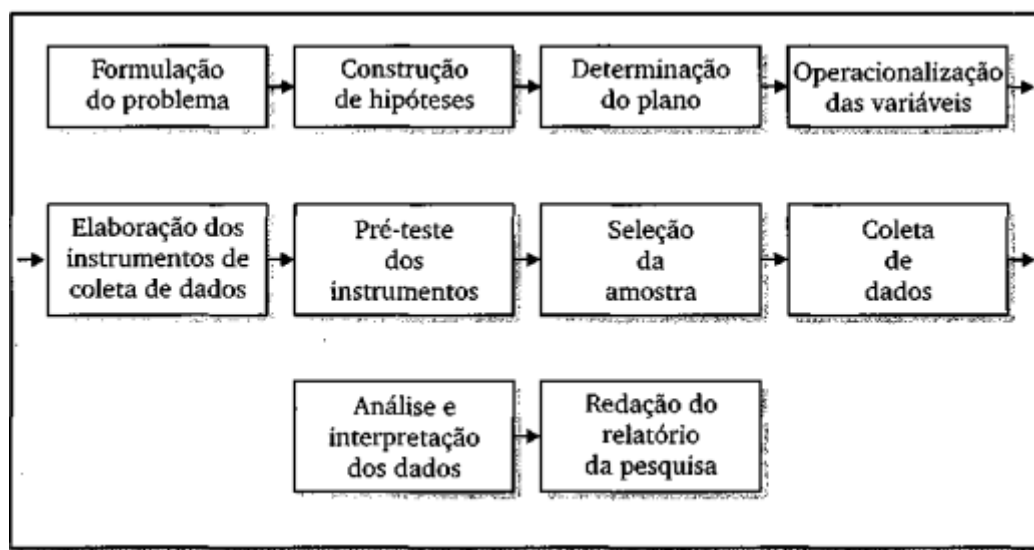 Formulação
do problema
Construção
de hipóteses
Determinação
do plano
Operacionalização
das variáveis
Elaboração dos
instrumentos de
coleta de dados
Pré-teste
dos
instrumentos
Seleção
da
amostra
Coleta
de
dados
Análise e
interpretação
dos dados
Redação do
relatório
da pesquisa